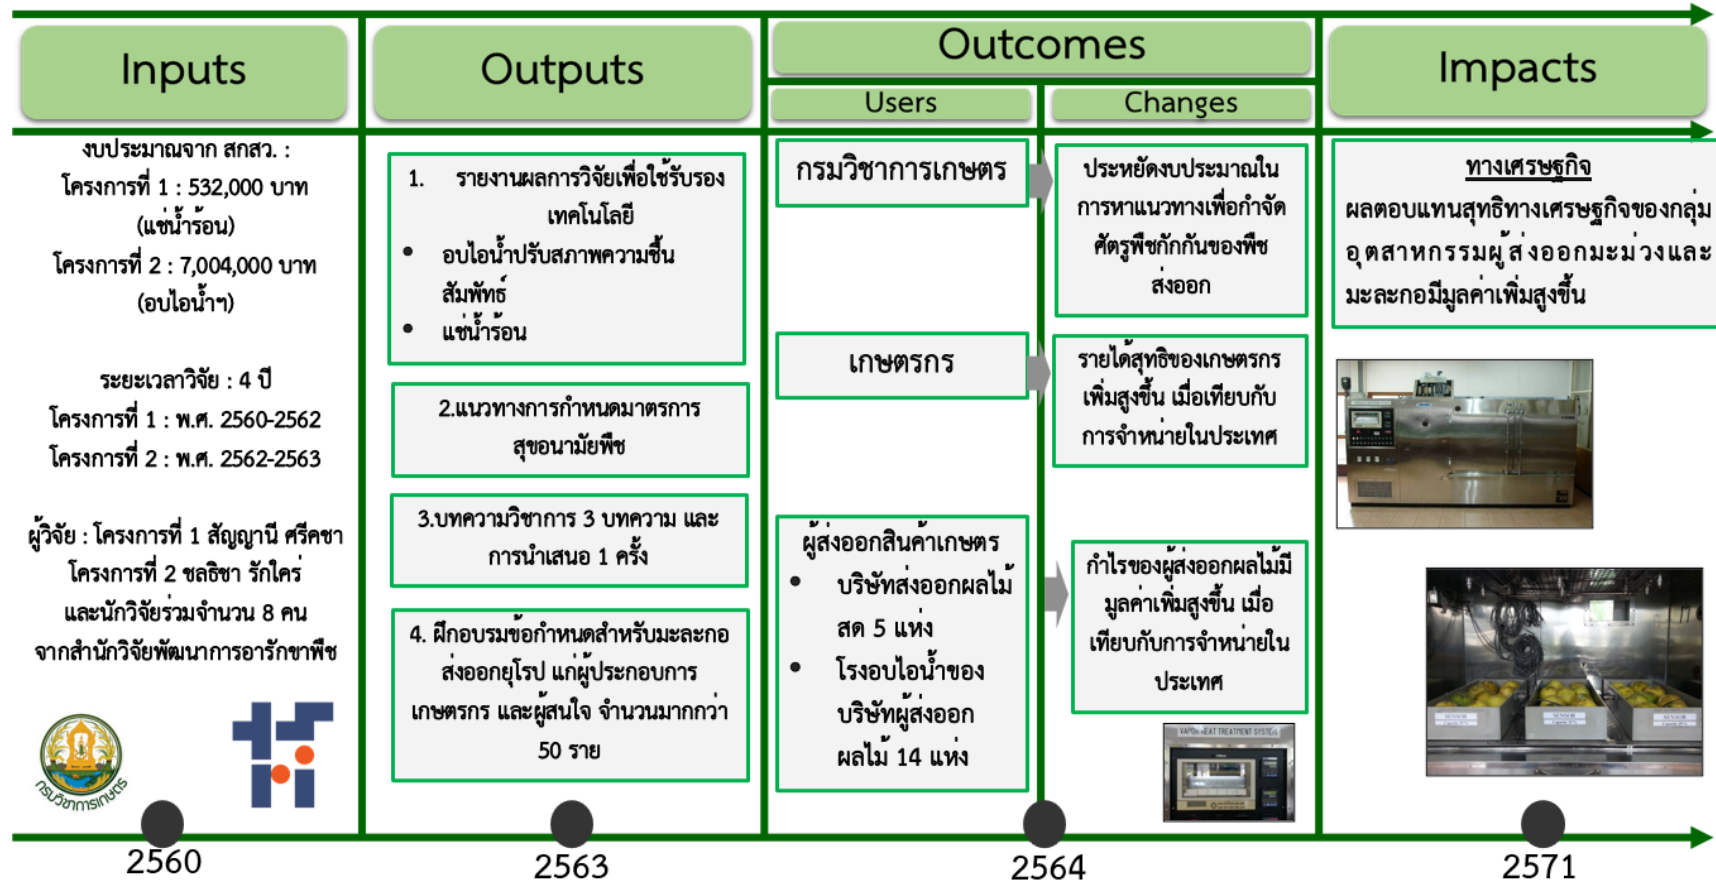 Inputs
Outputs
Outcomes
Users
Changes
Impacts
งบประมาณจาก สกสว. :
โครงการที่ 1 : 532,000 บาท
(แช่น้ำร้อน)
โครงการที่ 2 : 7,004,000 บาท
(อบไอน้ำฯ)
ระยะเวลาวิจัย : 4 ปี
โครงการที่ 1 : พ.ศ. 2560-2562
โครงการที่ 2 : พ.ศ. 2562-2563
ผู้วิจัย : โครงการที่ 1 สัญญานี ศรีคชา
โครงการที่ 2 ชลธิชา รักใคร่
และนักวิจัยร่วมจำนวน 8 คน
จากสำนักวิจัยพัฒนาการอารักขาพืช
กรมวิชาการเกษตร
1. รายงานผลการวิจัยเพื่อใช้รับรอง
เทคโนโลยี
• อบไอน้ำปรับสภาพความชื้น
สัมพัทธ์
• แช่น้ำร้อน
2.แนวทางการกำหนดมาตรการ
สุขอนามัยพืช
3.บทความวิชาการ 3 บทความ และ
การนำเสนอ 1 ครั้ง
4. ฝึกอบรมข้อกำหนดสำหรับมะละกอ
ส่งออกยุโรป แก่ผู้ประกอบการ
เกษตรกร และผู้สนใจ จำนวนมากกว่า
50 ราย
กรมวิชาการเกษตร
เกษตรกร
ผู้ส่งออกสินค้าเกษตร
• บริษัทส่งออกผลไม้
สด 5 แห่ง
• โรงอบไอน้ำของ
บริษัทผู้ส่งออก
ผลไม้ 14 แห่ง
ประหยัดงบประมาณใน
การหาแนวทางเพื่อกำจัด
ศัตรูพืชกักกันของพืช
ส่งออก
รายได้สุทธิของเกษตรกร
เพิ่มสูงขึ้น เมื่อเทียบกับ
การจำหน่ายในประเทศ
กำไรของผู้ส่งออกผลไม้มี
มูลค่าเพิ่มสูงขึ้น เมื่อ
เทียบกับการจำหน่ายใน
ประเทศ
VAPOR HEAT TREATMENT SYSTEM
ทางเศรษฐกิจ
ผลตอบแทนสุทธิทางเศรษฐกิจของกลุ่ม
อุตสาหกรรมผู้ส่งออกมะม่วงและ
มะละกอมีมูลค่าเพิ่มสูงขึ้น
SENSOR
SENSOR
SENSOR
2560
2563
2564
2571